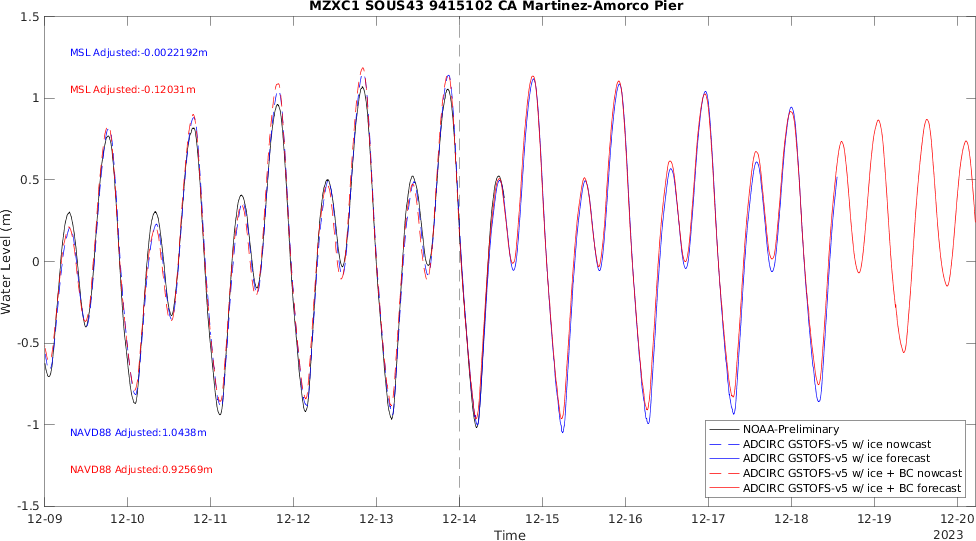 MZXC1 SOUS43 9415102 CA Martinez-Amorco Pier
1.5
1
0.5
0
-0.5
-1
-1.5
Water Level (m)
MSL Adjusted:-0.0022192m
MSL Adjusted:-0.12031m
NAVD88 Adjusted:1.0438m
NAVD88 Adjusted:0.92569m
NOAA-Preliminary
ADCIRC GSTOFS-v5 w/ ice nowcast
ADCIRC GSTOFS-v5 w/ ice forecast
ADCIRC GSTOFS-v5 w/ ice + BC nowcast
ADCIRC GSTOFS-v5 w/ ice + BC forecast
12-09 12-10 12-11 12-12 12-13 12-14 12-15 12-16 12-17 12-18 12-19 12-20
Time
2023